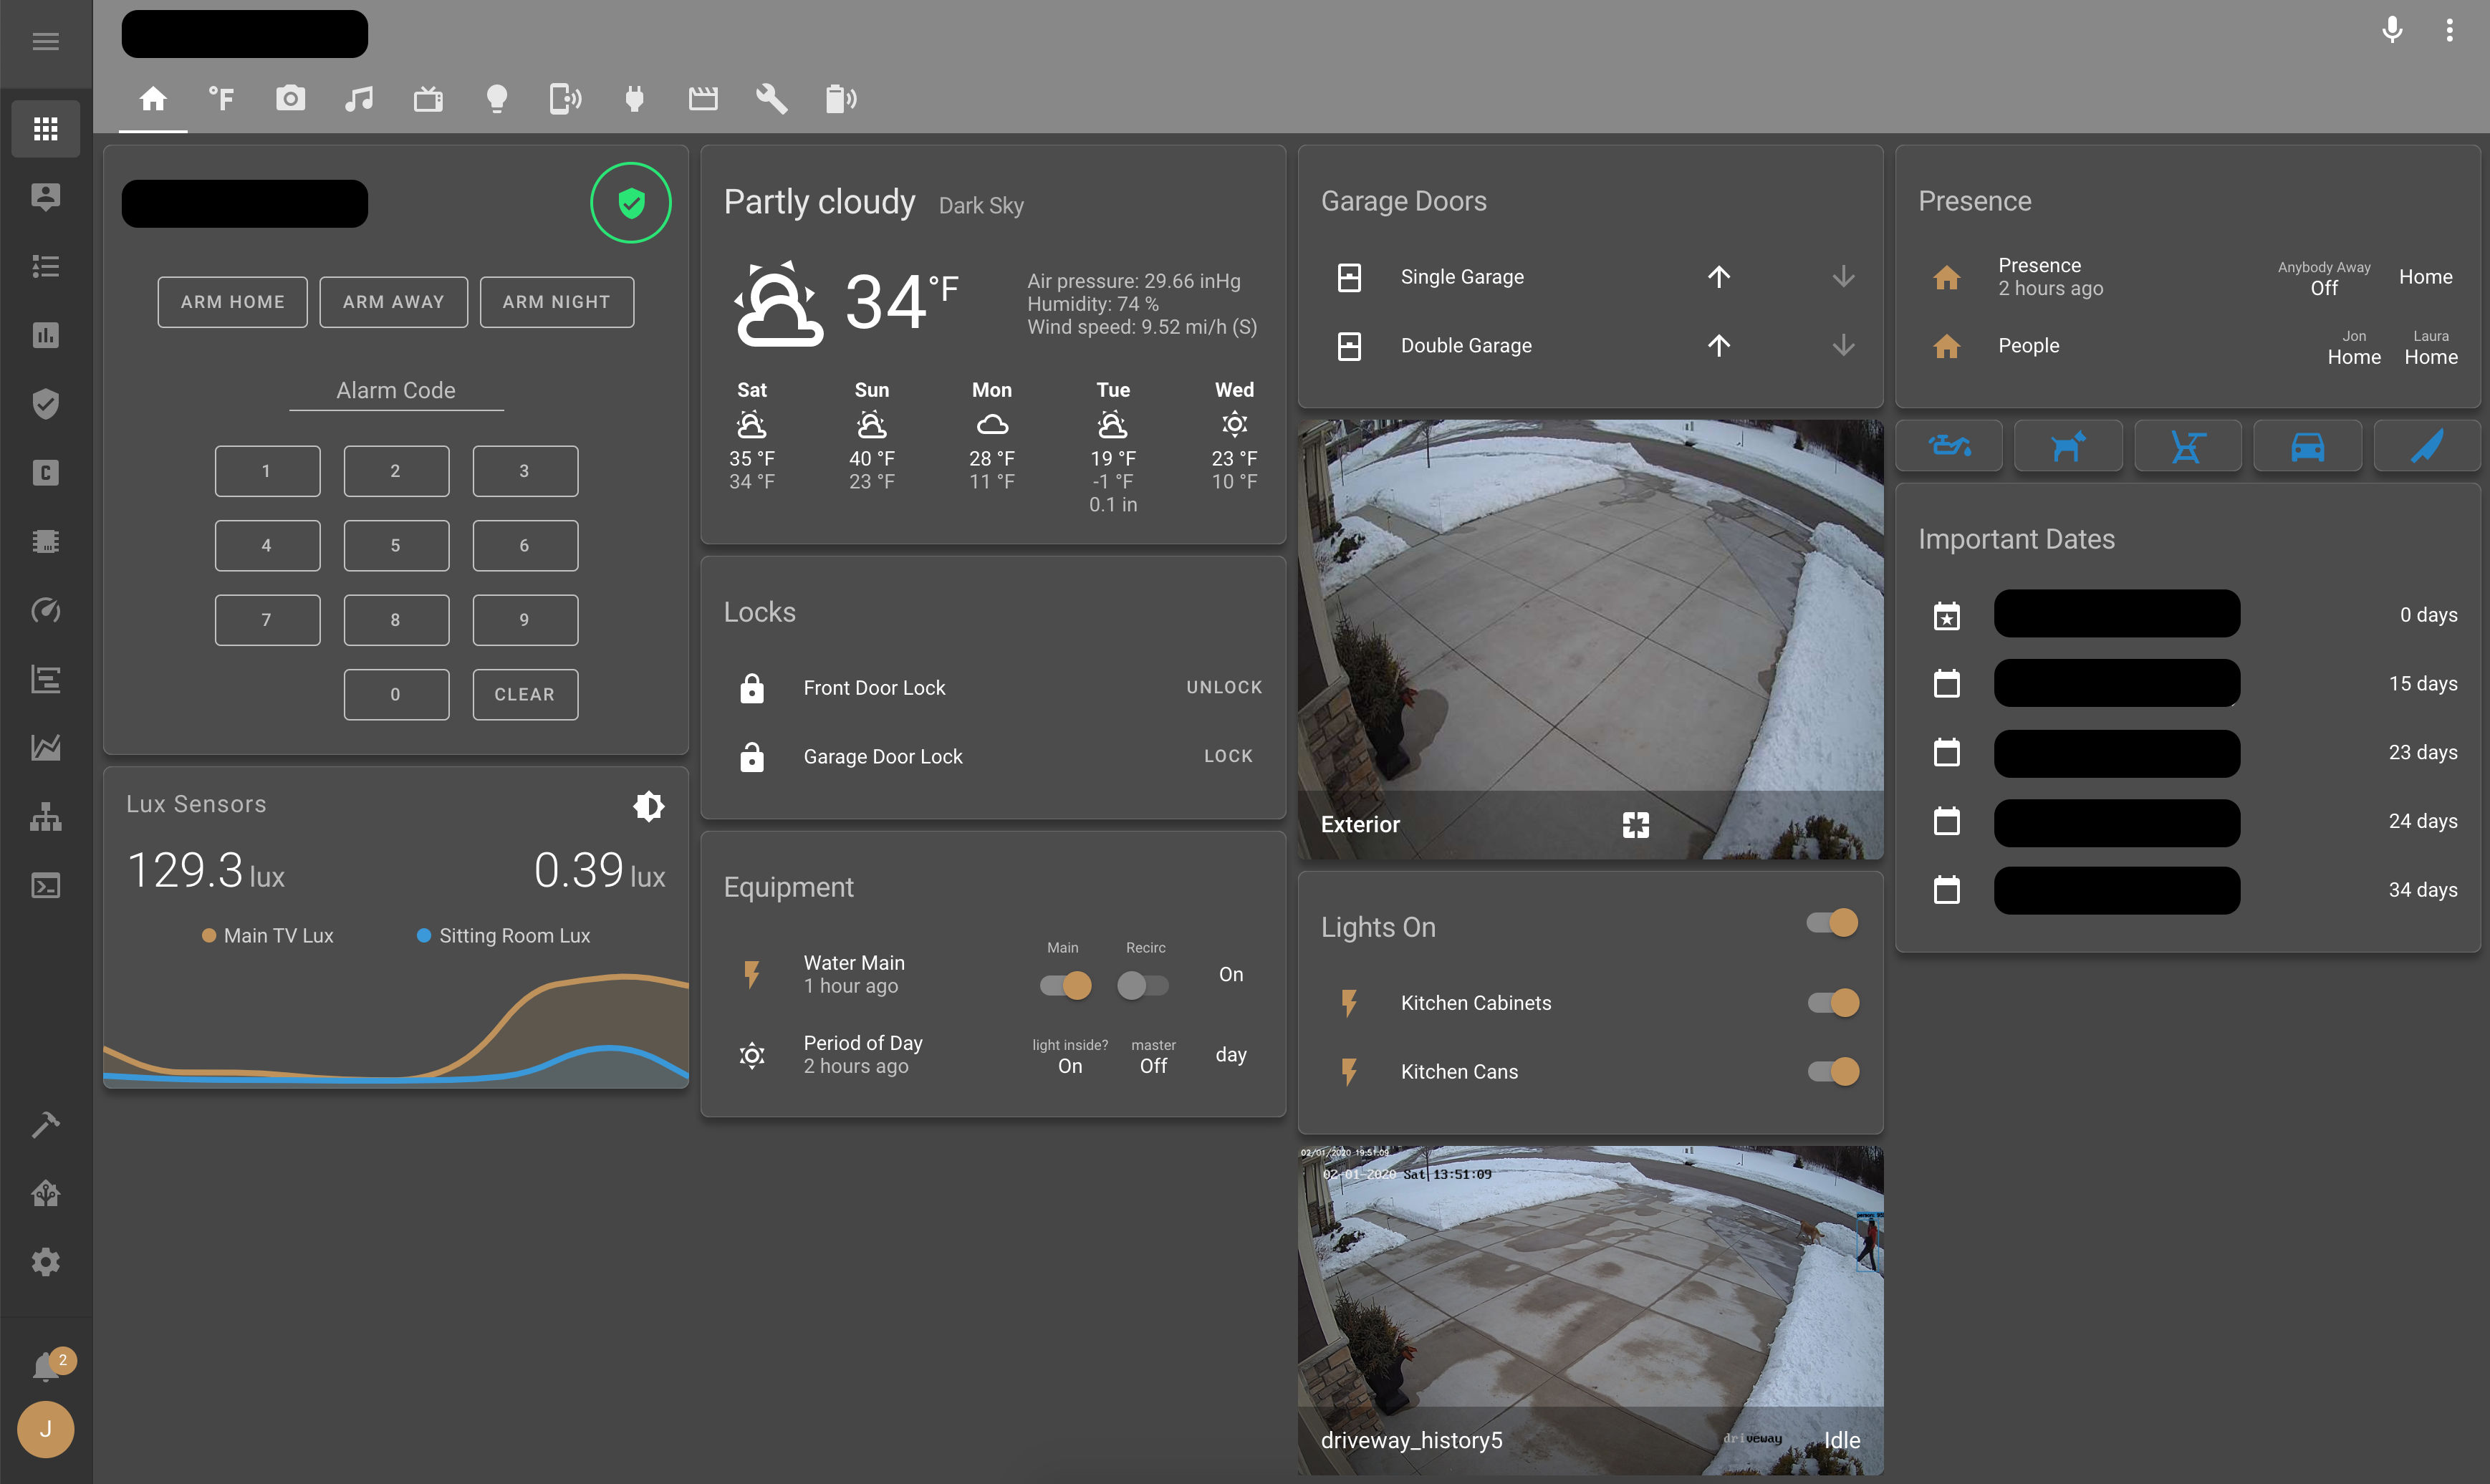 °F
ARM HOME
ARM AWAY
ARM NIGHT
Alarm Code
1
2
3
4
5
6
7
8
9
0
CLEAR
Lux Sensors
129.3 lux
0.39 lux
Main TV Lux
Sitting Room Lux
Partly cloudy Dark Sky
34 °F
Air pressure: 29.66 inHg
Humidity: 74 %
Wind speed: 9.52 mi/h (S)
Sat Sun Mon Tue Wed
35 °F 40 °F 28 °F 19 °F 23 °F
34 °F 23 °F 11 °F -1 °F 10 °F
0.1 in
Locks
Front Door Lock UNLOCK
Garage Door Lock LOCK
Equipment
Main Recirc
Water Main On
1 hour ago
Period of Day light inside? master day
2 hours ago On Off
Garage Doors
Single Garage
Double Garage
Exterior
Lights On
Kitchen Cabinets
Kitchen Cans
02/01/2020 19:51:09
02-01-2020 Sat 13:51:09
driveway_history5 driveway Idle
Presence
Presence Anybody Away Home
2 hours ago Off
People Jon Laura
Home Home
Important Dates
0 days
15 days
23 days
24 days
34 days
C
2
J